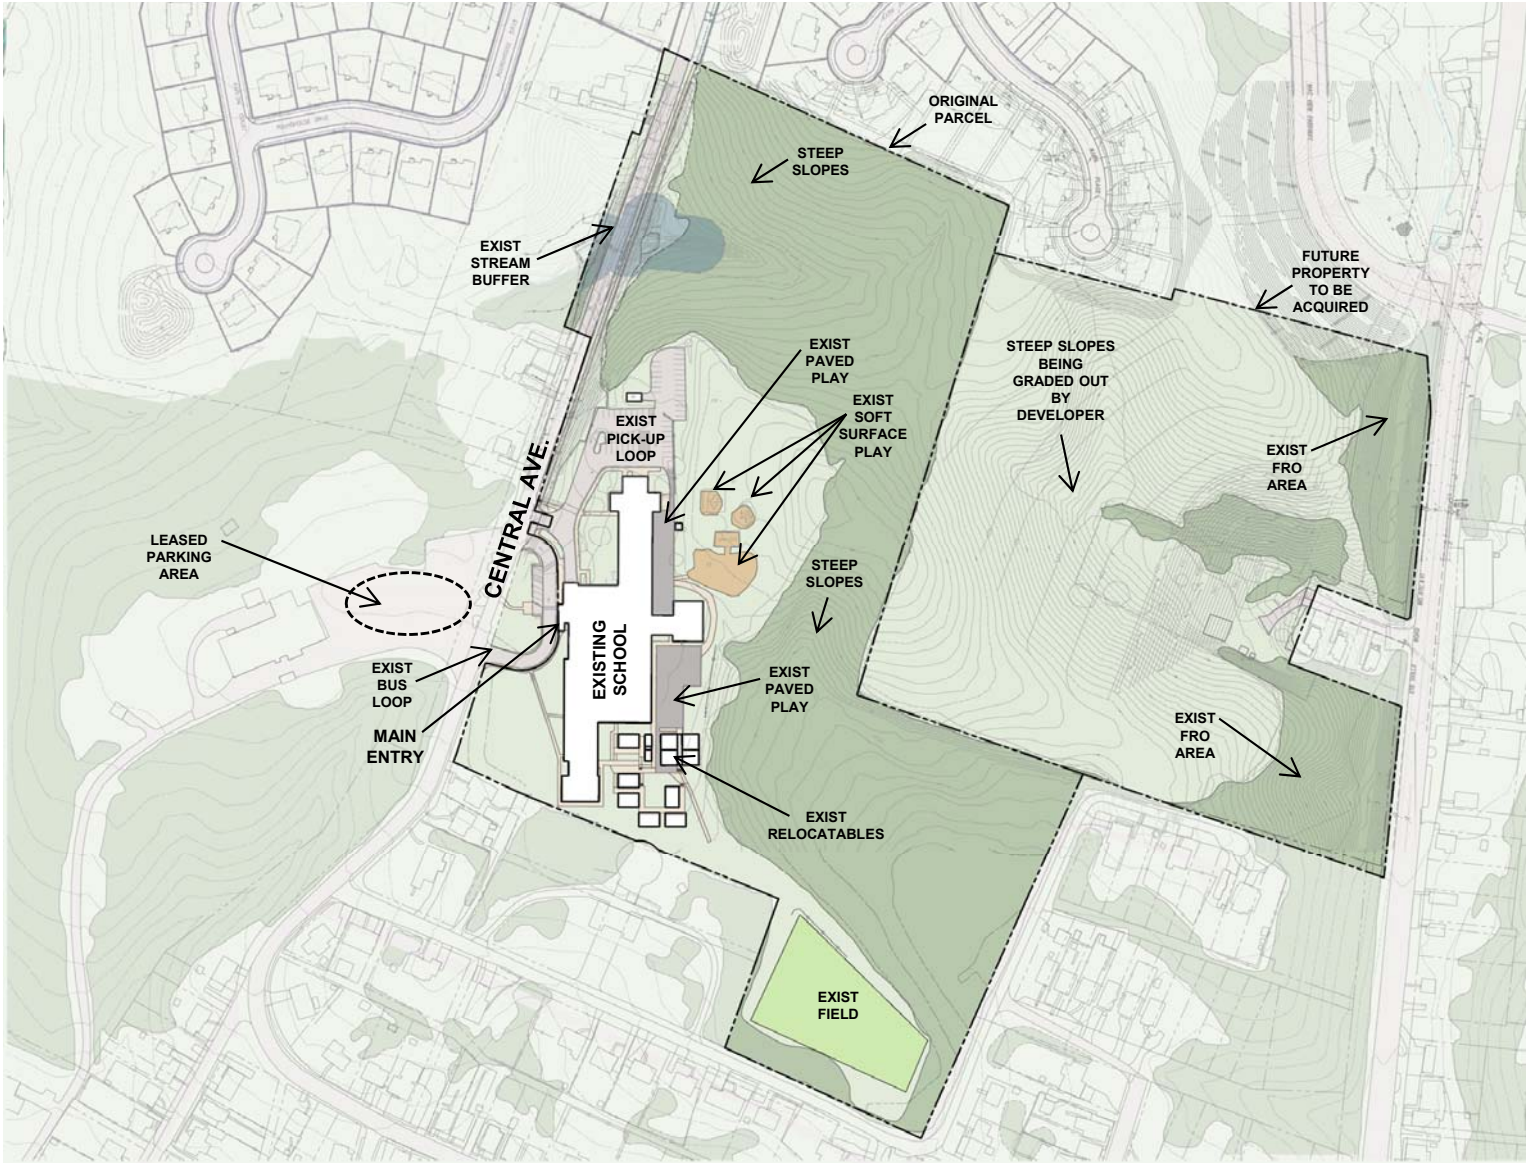 ORIGINAL
PARCEL
STEEP
SLOPES
EXIST
STREAM
BUFFER
FUTURE
PROPERTY
TO BE
ACQUIRED
EXIST
PAVED
PLAY
STEEP SLOPES
BEING
GRADED OUT
BY
DEVELOPER
EXIST
SOFT
SURFACE
PLAY
EXIST
PICK-UP
LOOP
EXIST
FRO
AREA
CENTRAL AVE.
LEASED
PARKING
AREA
STEEP
SLOPES
EXISTING
SCHOOL
EXIST
BUS
LOOP
EXIST
PAVED
PLAY
MAIN
ENTRY
EXIST
FRO
AREA
EXIST
RELOCATABLES
EXIST
FIELD